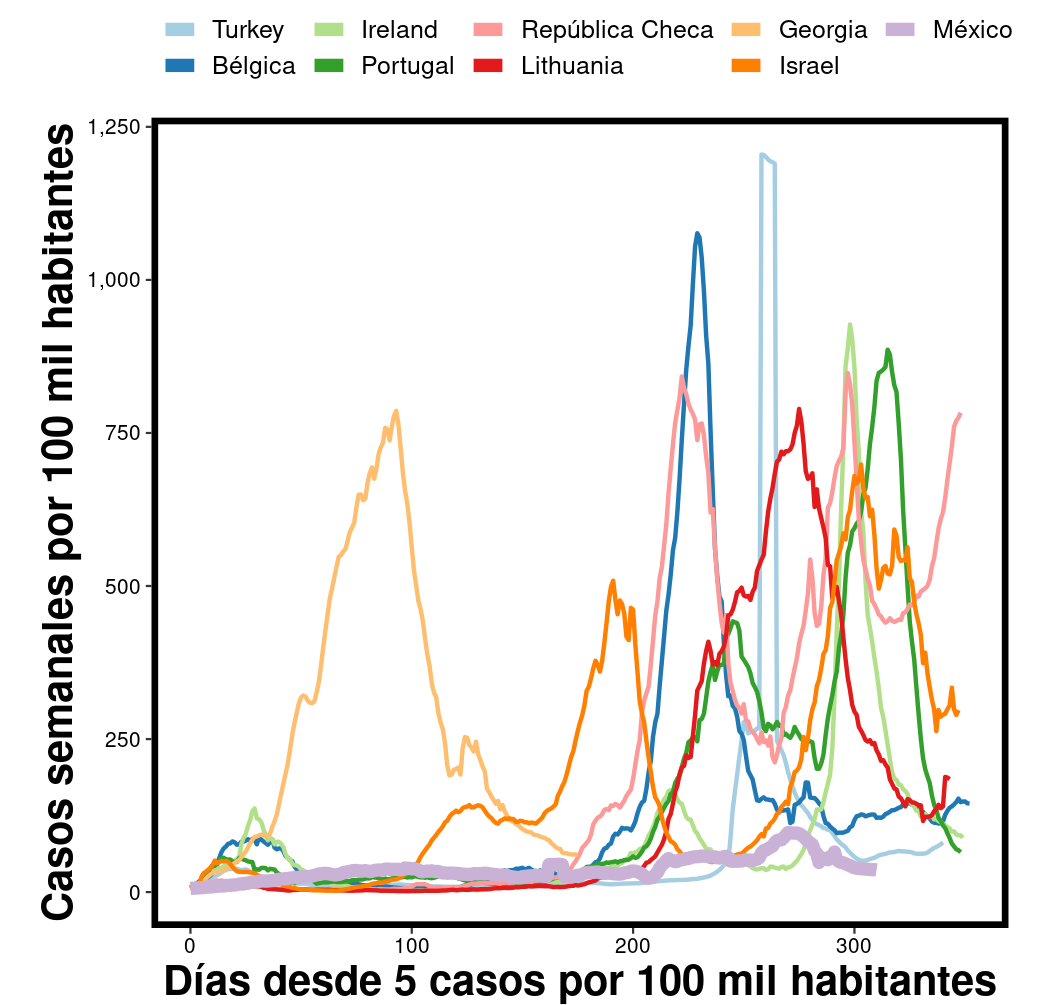 Turkey Ireland República Checa Georgia México
Bélgica Portugal Lithuania Israel
Casos semanales por 100 mil habitantes
1,250
1,000
750
500
250
0
0 100 200 300
Días desde 5 casos por 100 mil habitantes